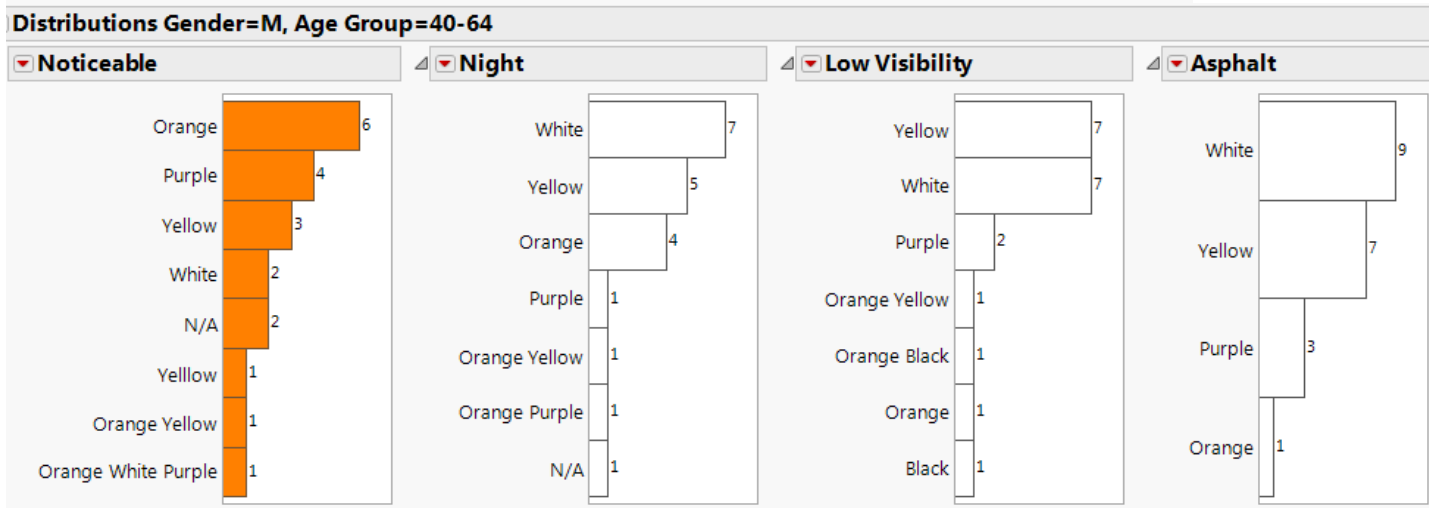 Distributions Gender=M, Age Group=40-64
Noticeable
Orange 6
Purple 4
Yellow 3
White 2
N/A 2
Yelllow 1
Orange Yellow 1
Orange White Purple 1
Night
White 7
Yellow 5
Orange 4
Purple 1
Orange Yellow 1
Orange Purple 1
N/A 1
Low Visibility
Yellow 7
White 7
Purple 2
Orange Yellow 1
Orange Black 1
Orange 1
Black 1
Asphalt
White 9
Yellow 7
Purple 3
Orange 1